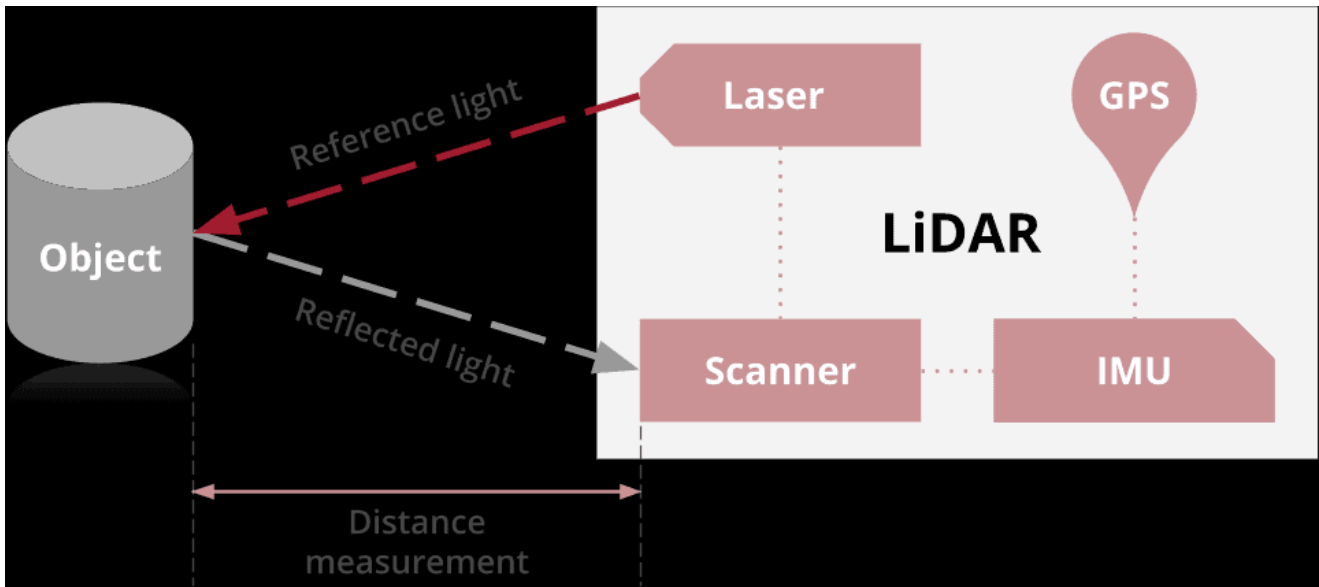 Reference light
Laser
GPS
LiDAR
Object
Reflected light
Scanner
IMU
Distance
measurement